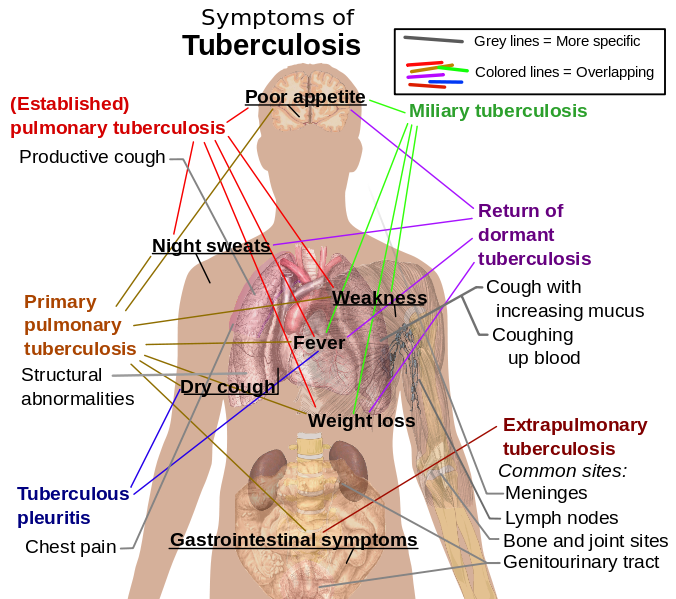 Symptoms of
Tuberculosis
Grey lines = More specific
Colored lines = Overlapping
Poor appetite
(Established)
pulmonary tuberculosis
Miliary tuberculosis
Productive cough
Return of
dormant
tuberculosis
Night sweats
Cough with
increasing mucus
Primary
pulmonary
tuberculosis
Weakness
Coughing
up blood
Fever
Structural
abnormalities
Dry cough
Weight loss
Extrapulmonary
tuberculosis
Common sites:
Meninges
Tuberculous
pleuritis
Lymph nodes
Gastrointestinal symptoms
Bone and joint sites
Chest pain
Genitourinary tract